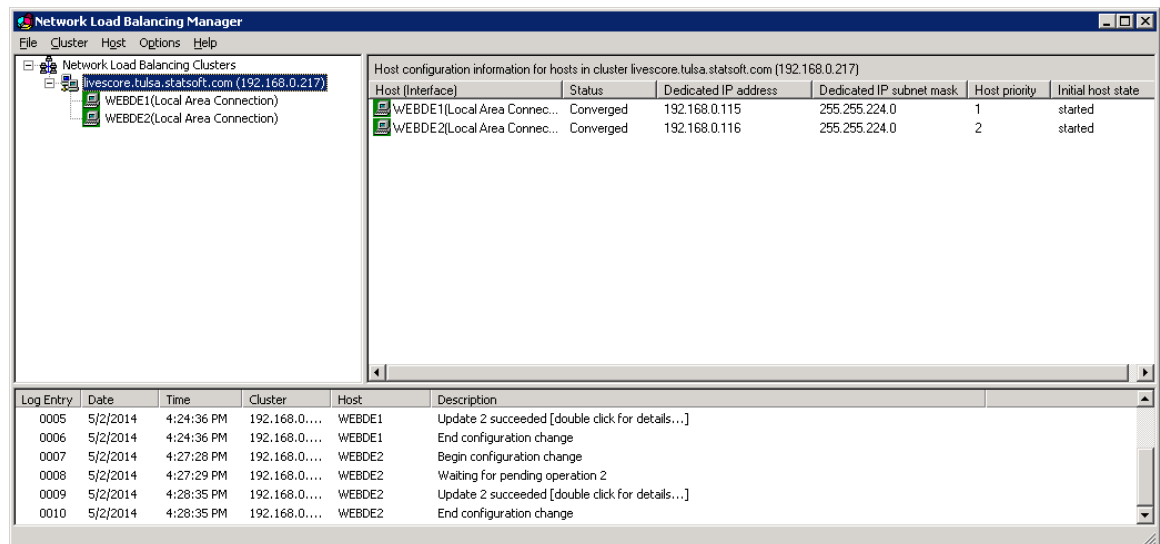 Network Load Balancing Manager
File Cluster Host Options Help
Network Load Balancing Clusters
livescore.tulsa.statsoft.com (192.168.0.217)
WEBDE1(Local Area Connection)
WEBDE2(Local Area Connection)
Host configuration information for hosts in cluster livescore.tulsa.statsoft.com (192.168.0.217)
Host (Interface) Status Dedicated IP address Dedicated IP subnet mask Host priority Initial host state
WEBDE1(Local Area Connec... Converged 192.168.0.115 255.255.224.0 1 started
WEBDE2(Local Area Connec... Converged 192.168.0.116 255.255.224.0 2 started
Log Entry Date Time Cluster Host Description
0005 5/2/2014 4:24:36 PM 192.168.0.... WEBDE1 Update 2 succeeded [double click for details...]
0006 5/2/2014 4:24:36 PM 192.168.0.... WEBDE1 End configuration change
0007 5/2/2014 4:27:28 PM 192.168.0.... WEBDE2 Begin configuration change
0008 5/2/2014 4:27:29 PM 192.168.0.... WEBDE2 Waiting for pending operation 2
0009 5/2/2014 4:28:35 PM 192.168.0.... WEBDE2 Update 2 succeeded [double click for details...]
0010 5/2/2014 4:28:35 PM 192.168.0.... WEBDE2 End configuration change